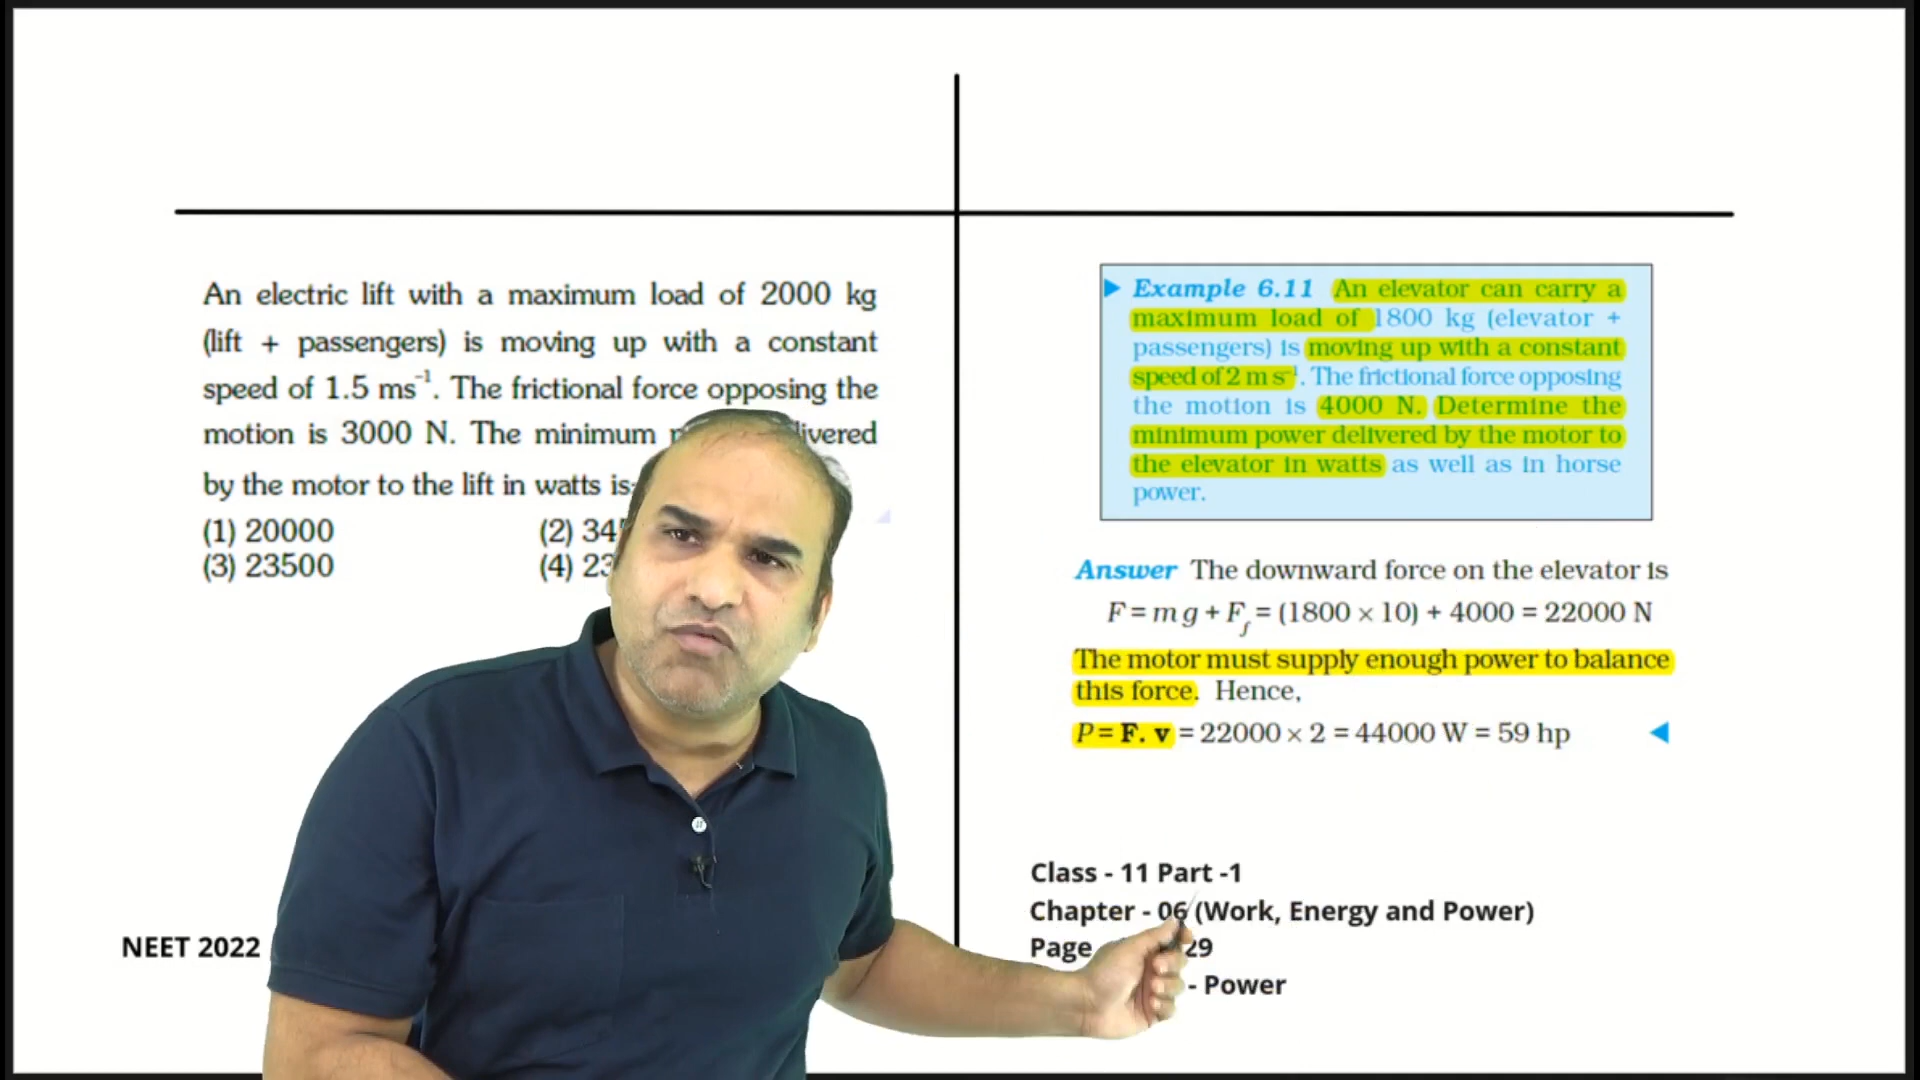 An electric lift with a maximum load of 2000 kg
(lift + passengers) is moving up with a constant
speed of 1.5 ms⁻¹. The frictional force opposing the
motion is 3000 N. The minimum
by the motor to the lift in watts is:
(1) 20000
(2)
(3) 23500
(4)
NEET 2022
Example 6.11 An elevator can carry a
maximum load of 1800 kg (elevator +
passengers) is moving up with a constant
speed of 2 m s⁻¹. The frictional force opposing
the motion is 4000 N. Determine the
minimum power delivered by the motor to
the elevator in watts as well as in horse
power.
Answer The downward force on the elevator is
F = m g + F_f = (1800 × 10) + 4000 = 22000 N
The motor must supply enough power to balance
this force. Hence,
P = F. v = 22000 × 2 = 44000 W = 59 hp
Class - 11 Part -1
Chapter - 06 (Work, Energy and Power)
Page
- Power